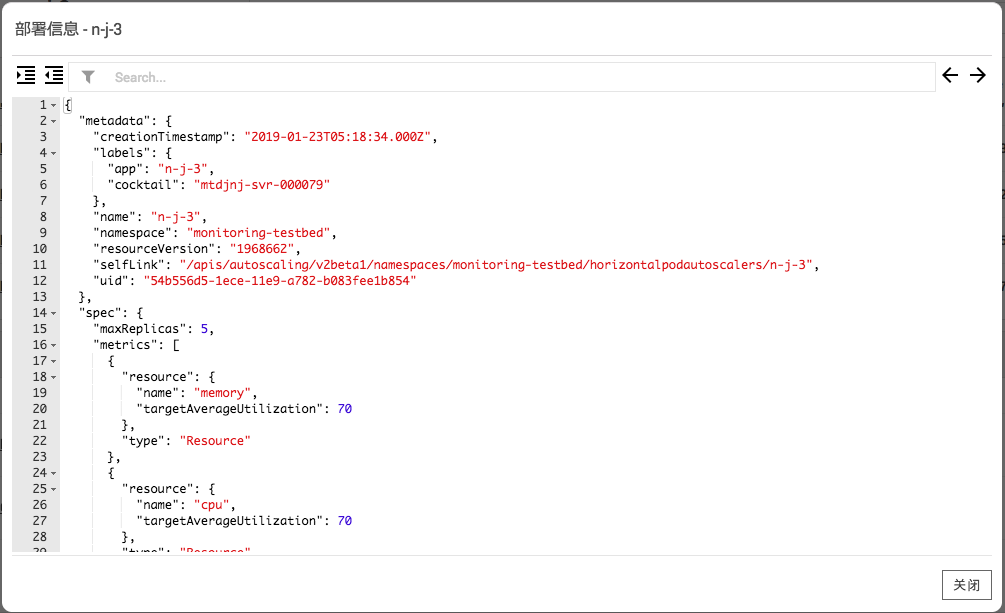 部署信息 - n-j-3
Search...
1 {
2 "metadata": {
3 "creationTimestamp": "2019-01-23T05:18:34.000Z",
4 "labels": {
5 "app": "n-j-3",
6 "cocktail": "mtdjnj-svr-000079"
7 },
8 "name": "n-j-3",
9 "namespace": "monitoring-testbed",
10 "resourceVersion": "1968662",
11 "selfLink": "/apis/autoscaling/v2beta1/namespaces/monitoring-testbed/horizontalpodautoscalers/n-j-3",
12 "uid": "54b556d5-1ece-11e9-a782-b083fee1b854"
13 },
14 "spec": {
15 "maxReplicas": 5,
16 "metrics": [
17 {
18 "resource": {
19 "name": "memory",
20 "targetAverageUtilization": 70
21 },
22 "type": "Resource"
23 },
24 {
25 "resource": {
26 "name": "cpu",
27 "targetAverageUtilization": 70
28 },
29 "type": "Resource"
关闭